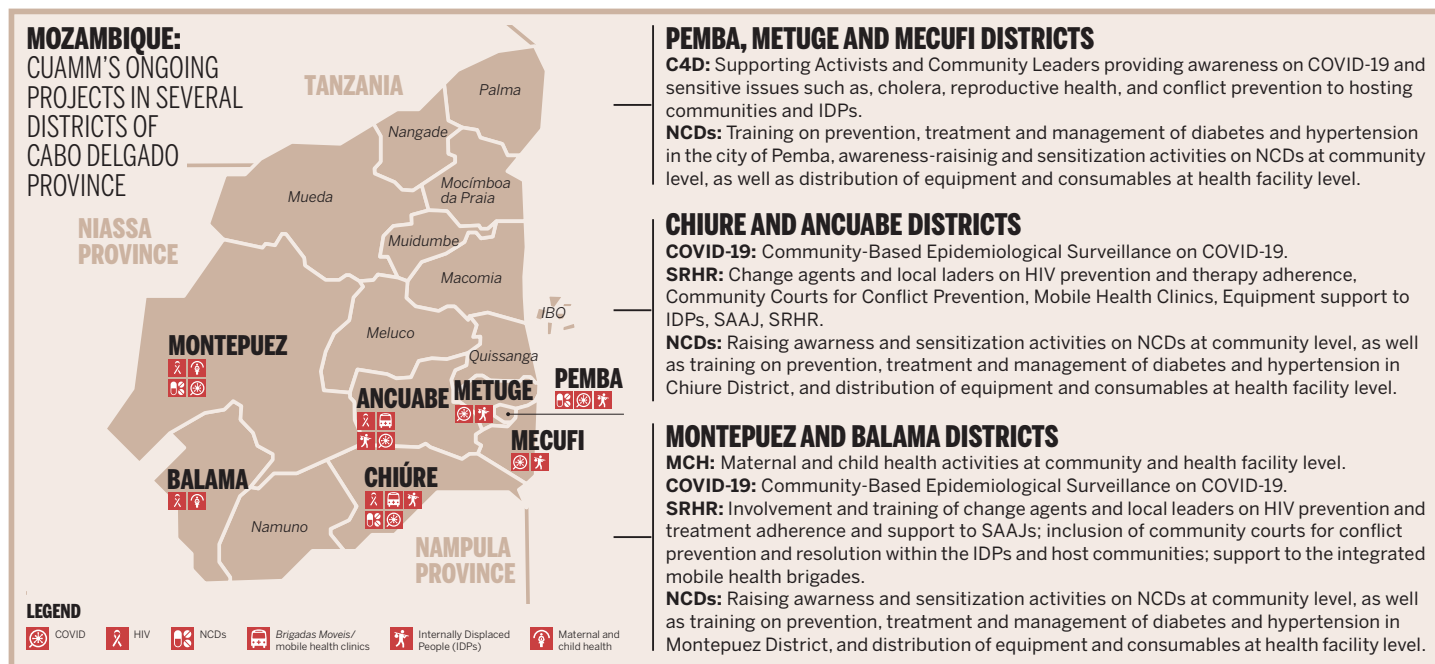 MOZAMBIQUE:
CUAMM'S ONGOING
PROJECTS IN SEVERAL
DISTRICTS OF
CABO DELGADO
PROVINCE
TANZANIA
NIASSA
PROVINCE
NAMPULA
PROVINCE
Palma
Nangade
Mueda
Mocímboa
da Praia
Muidumbe
Macomia
IBO
Meluco
Quissanga
MONTEPUEZ
ANCUABE
METUGE
PEMBA
MECUFI
BALAMA
CHIÚRE
Namuno
LEGEND
COVID
HIV
NCDs
Brigadas Moveis/
mobile health clinics
Internally Displaced
People (IDPs)
Maternal and
child health
PEMBA, METUGE AND MECUFI DISTRICTS
C4D: Supporting Activists and Community Leaders providing awareness on COVID-19 and
sensitive issues such as, cholera, reproductive health, and conflict prevention to hosting
communities and IDPs.
NCDs: Training on prevention, treatment and management of diabetes and hypertension
in the city of Pemba, awareness-raisinig and sensitization activities on NCDs at community
level, as well as distribution of equipment and consumables at health facility level.
CHIURE AND ANCUABE DISTRICTS
COVID-19: Community-Based Epidemiological Surveillance on COVID-19.
SRHR: Change agents and local laders on HIV prevention and therapy adherence,
Community Courts for Conflict Prevention, Mobile Health Clinics, Equipment support to
IDPs, SAAJ, SRHR.
NCDs: Raising awarness and sensitization activities on NCDs at community level, as well
as training on prevention, treatment and management of diabetes and hypertension in
Chiure District, and distribution of equipment and consumables at health facility level.
MONTEPUEZ AND BALAMA DISTRICTS
MCH: Maternal and child health activities at community and health facility level.
COVID-19: Community-Based Epidemiological Surveillance on COVID-19.
SRHR: Involvement and training of change agents and local leaders on HIV prevention and
treatment adherence and support to SAAJs; inclusion of community courts for conflict
prevention and resolution within the IDPs and host communities; support to the integrated
mobile health brigades.
NCDs: Raising awarness and sensitization activities on NCDs at community level, as well
as training on prevention, treatment and management of diabetes and hypertension in
Montepuez District, and distribution of equipment and consumables at health facility level.